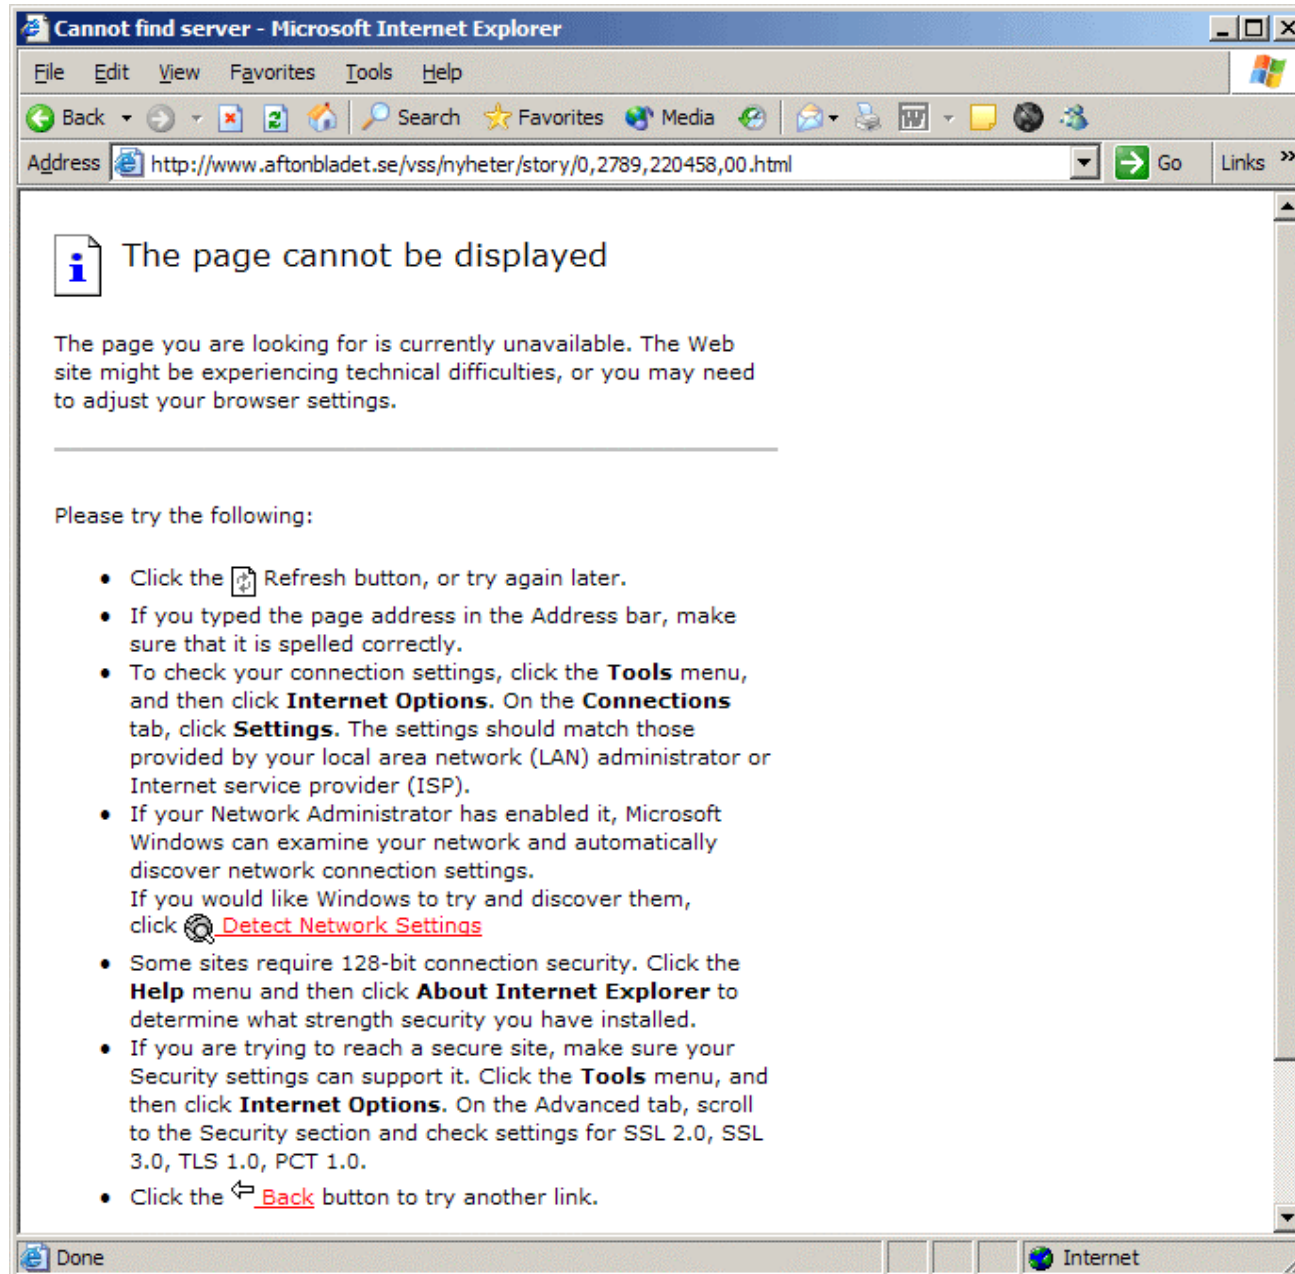 Cannot find server - Microsoft Internet Explorer
File Edit View Favorites Tools Help
Back Search Favorites Media W
Address http://www.aftonbladet.se/vss/nyheter/story/0,2789,220458,00.html Go Links »
i The page cannot be displayed
The page you are looking for is currently unavailable. The Web
site might be experiencing technical difficulties, or you may need
to adjust your browser settings.
Please try the following:
• Click the Refresh button, or try again later.
• If you typed the page address in the Address bar, make
sure that it is spelled correctly.
• To check your connection settings, click the Tools menu,
and then click Internet Options. On the Connections
tab, click Settings. The settings should match those
provided by your local area network (LAN) administrator or
Internet service provider (ISP).
• If your Network Administrator has enabled it, Microsoft
Windows can examine your network and automatically
discover network connection settings.
If you would like Windows to try and discover them,
click Detect Network Settings
• Some sites require 128-bit connection security. Click the
Help menu and then click About Internet Explorer to
determine what strength security you have installed.
• If you are trying to reach a secure site, make sure your
Security settings can support it. Click the Tools menu, and
then click Internet Options. On the Advanced tab, scroll
to the Security section and check settings for SSL 2.0, SSL
3.0, TLS 1.0, PCT 1.0.
• Click the Back button to try another link.
Done Internet